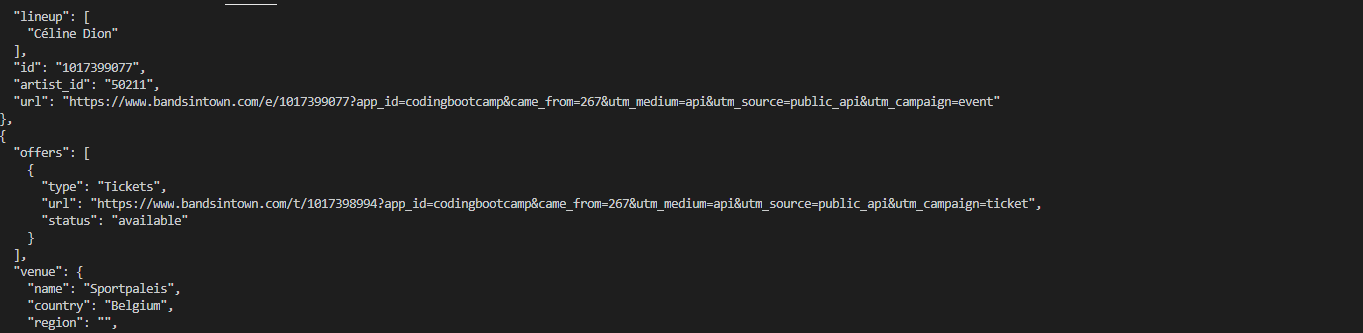 "lineup": [
"Céline Dion"
],
"id": "1017399077",
"artist_id": "50211",
"url": "https://www.bandsintown.com/e/1017399077?app_id=codingbootcamp&came_from=267&utm_medium=api&utm_source=public_api&utm_campaign=event"
},
{
"offers": [
{
"type": "Tickets",
"url": "https://www.bandsintown.com/t/1017398994?app_id=codingbootcamp&came_from=267&utm_medium=api&utm_source=public_api&utm_campaign=ticket",
"status": "available"
}
],
"venue": {
"name": "Sportpaleis",
"country": "Belgium",
"region": "",